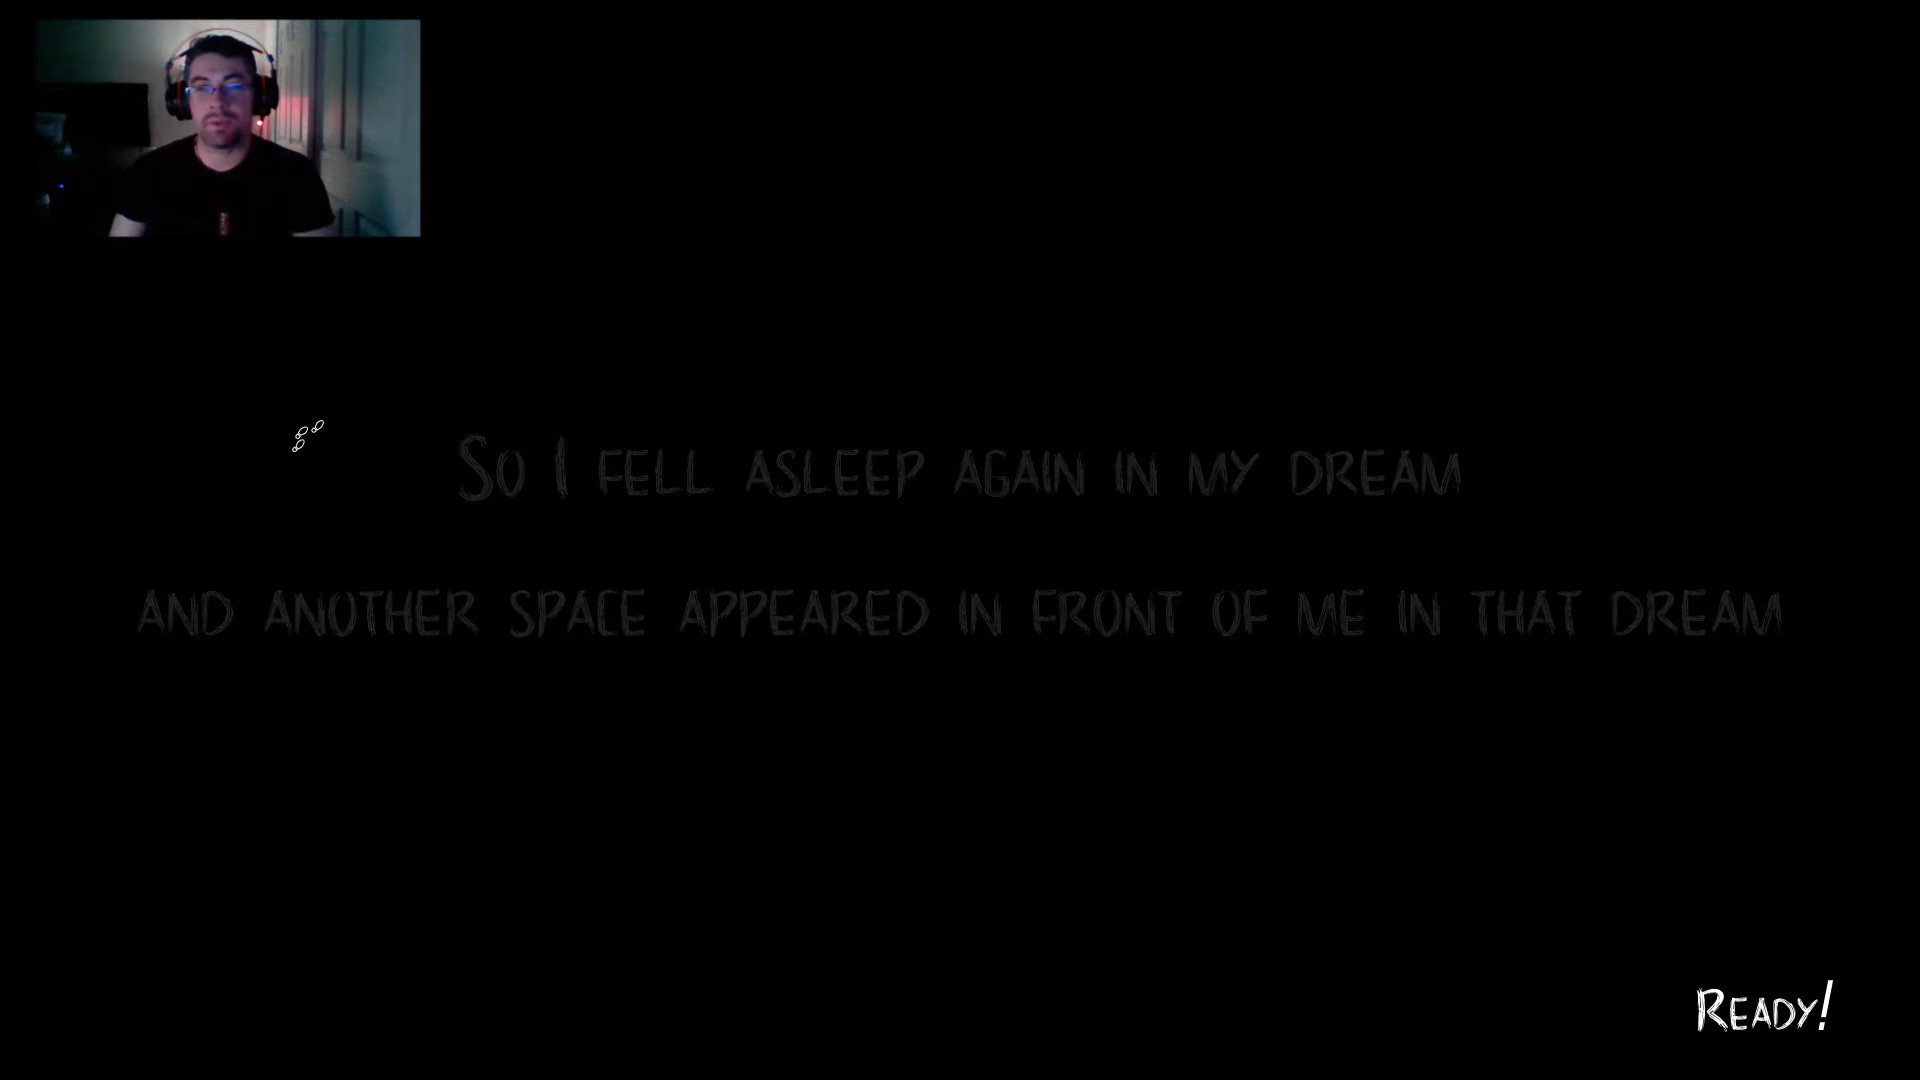 So I fell asleep again in my dream
and another space appeared in front of me in that dream
Ready!